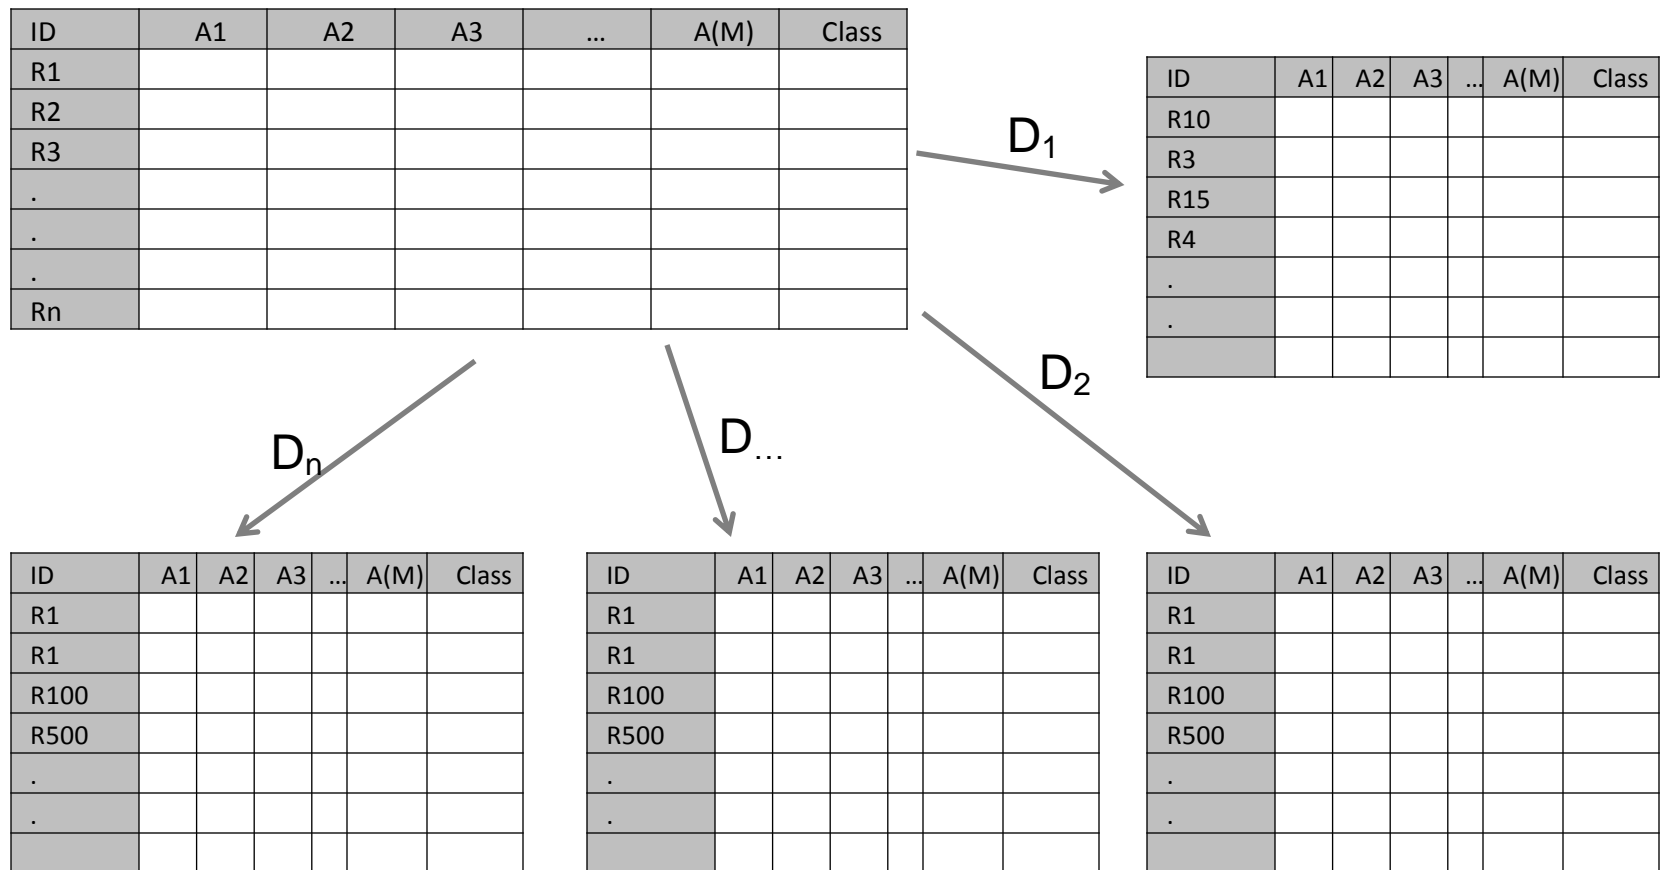 ID A1 A2 A3 ... A(M) Class
R1
R2
R3
.
.
.
Rn
D1
ID A1 A2 A3 ... A(M) Class
R10
R3
R15
R4
.
.
D2
D...
Dn
ID A1 A2 A3 ... A(M) Class
R1
R1
R100
R500
.
.
ID A1 A2 A3 ... A(M) Class
R1
R1
R100
R500
.
.
ID A1 A2 A3 ... A(M) Class
R1
R1
R100
R500
.
.